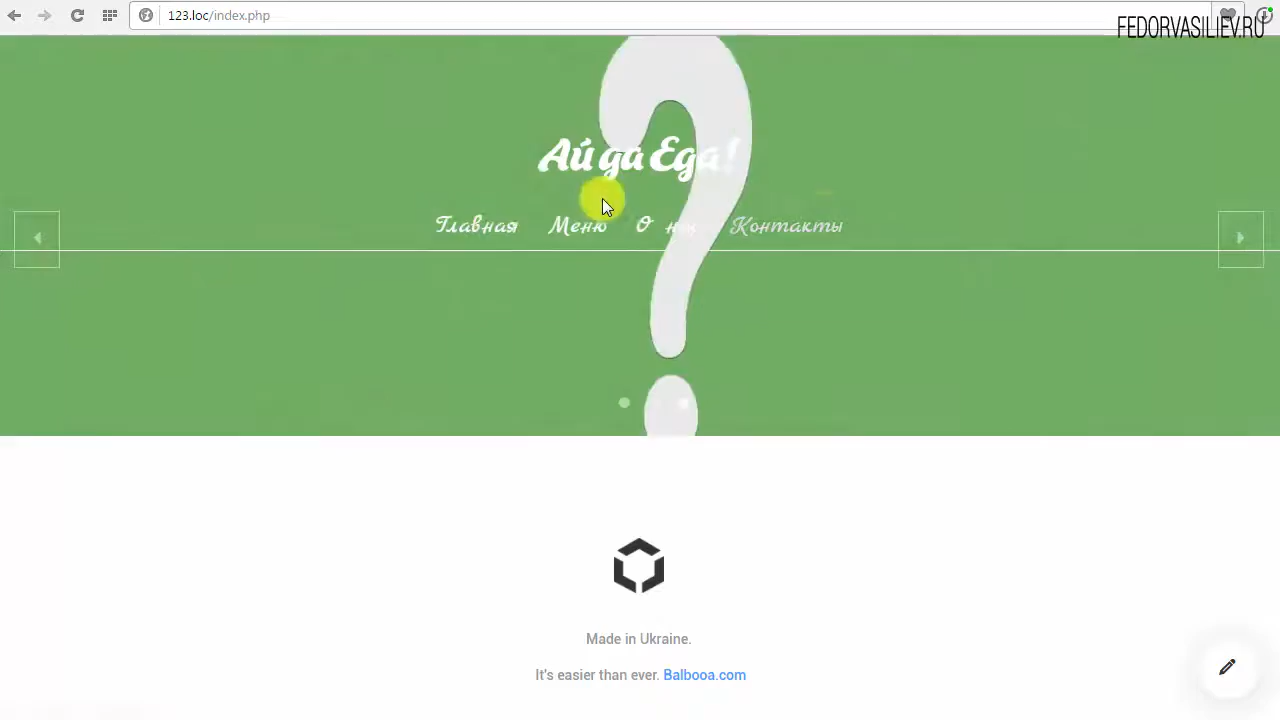 123.loc/index.php
FEDORVASILIEV.RU
Ай да Еда!
Главная Меню О нас Контакты
Made in Ukraine.
It's easier than ever. Balbooa.com